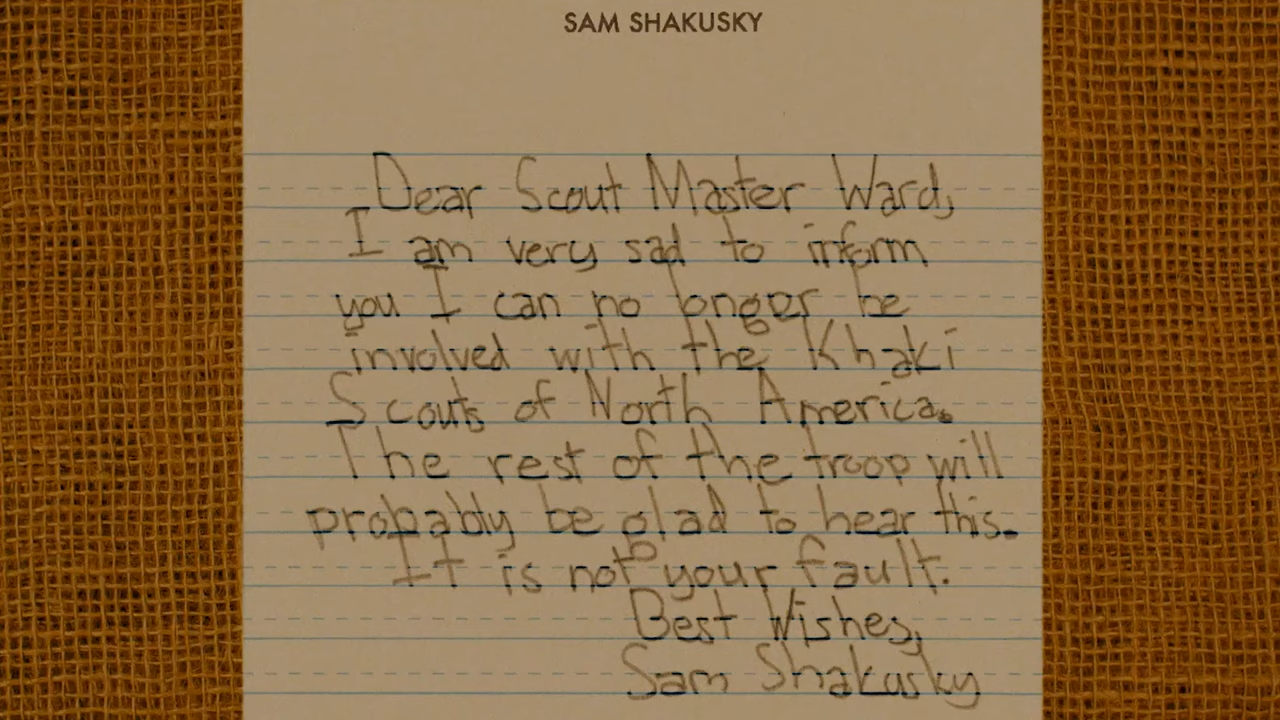 SAM SHAKUSKY
Dear Scout Master Ward,
I am very sad to inform
you I can no longer be
involved with the Khaki
Scouts of North America.
The rest of the troop will
probably be glad to hear this.
It is not your fault.
Best Wishes,
Sam Shakusky